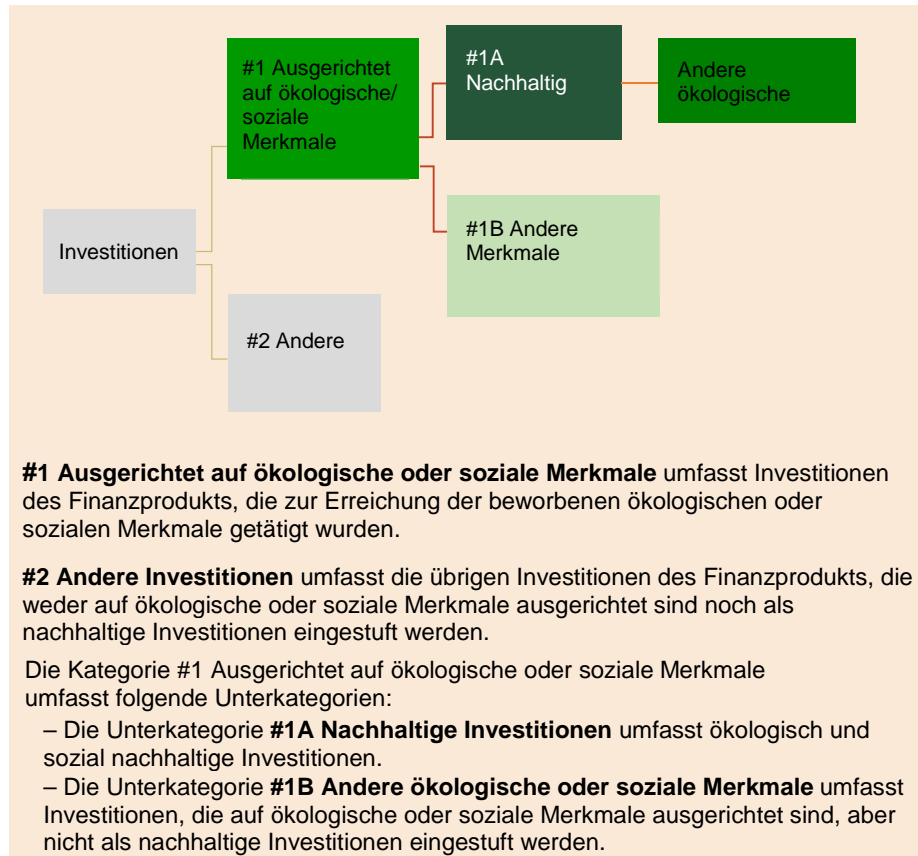 #1 Ausgerichtet
auf ökologische/
soziale
Merkmale
#1A
Nachhaltig
Andere
ökologische
Investitionen
#1B Andere
Merkmale
#2 Andere
#1 Ausgerichtet auf ökologische oder soziale Merkmale umfasst Investitionen
des Finanzprodukts, die zur Erreichung der beworbenen ökologischen oder
sozialen Merkmale getätigt wurden.
#2 Andere Investitionen umfasst die übrigen Investitionen des Finanzprodukts, die
weder auf ökologische oder soziale Merkmale ausgerichtet sind noch als
nachhaltige Investitionen eingestuft werden.
Die Kategorie #1 Ausgerichtet auf ökologische oder soziale Merkmale
umfasst folgende Unterkategorien:
– Die Unterkategorie #1A Nachhaltige Investitionen umfasst ökologisch und
sozial nachhaltige Investitionen.
– Die Unterkategorie #1B Andere ökologische oder soziale Merkmale umfasst
Investitionen, die auf ökologische oder soziale Merkmale ausgerichtet sind, aber
nicht als nachhaltige Investitionen eingestuft werden.